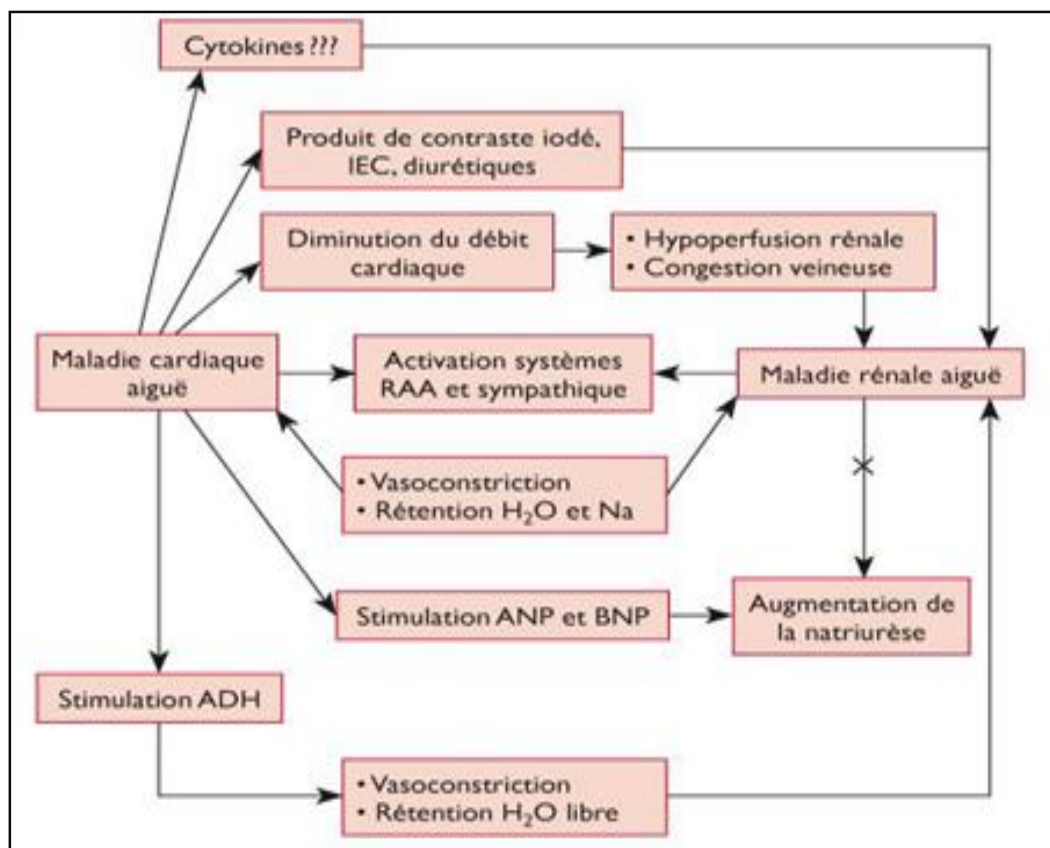 Cytokines ???
Produit de contraste iodé,
IEC, diurétiques
Diminution du débit
cardiaque
• Hypoperfusion rénale
• Congestion veineuse
Maladie cardiaque
aiguë
Activation systèmes
RAA et sympathique
Maladie rénale aiguë
• Vasoconstriction
• Rétention H₂O et Na
Stimulation ANP et BNP
Augmentation de
la natriurèse
Stimulation ADH
• Vasoconstriction
• Rétention H₂O libre